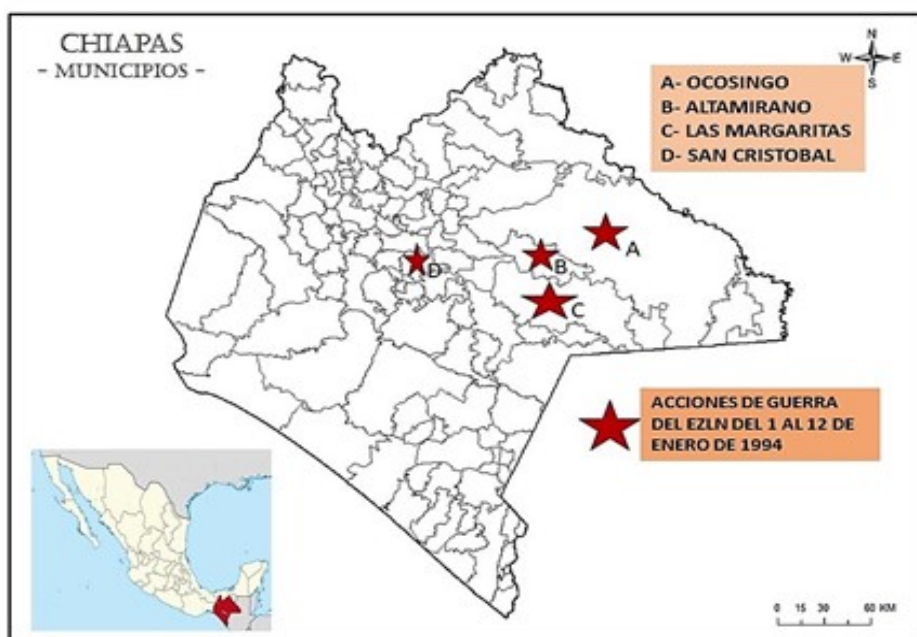 CHIAPAS
- MUNICIPIOS -
N
W E
S
A- OCOSINGO
B- ALTAMIRANO
C- LAS MARGARITAS
D- SAN CRISTOBAL
A
B
D
C
ACCIONES DE GUERRA
DEL EZLN DEL 1 AL 12 DE
ENERO DE 1994
0 15 30 60 KM